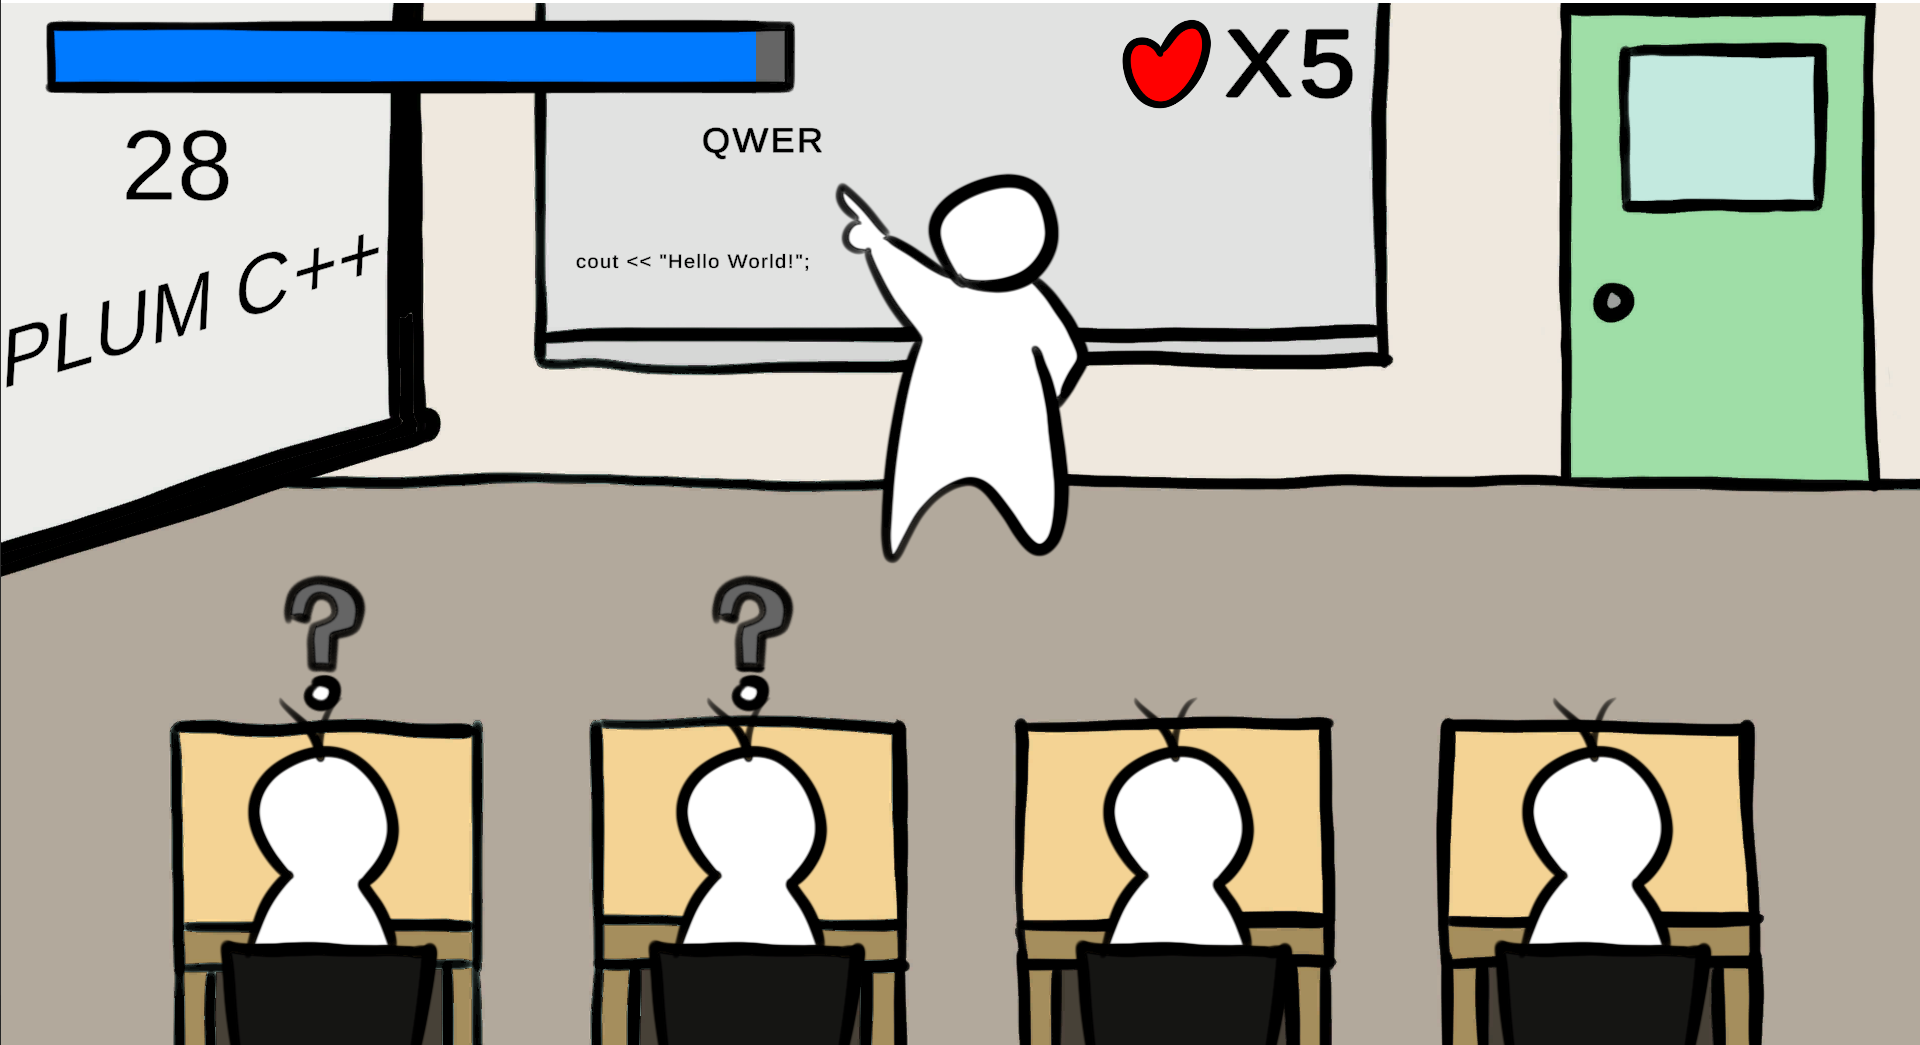 X5
QWER
28
cout << "Hello World!";
PLUM C++
?
?